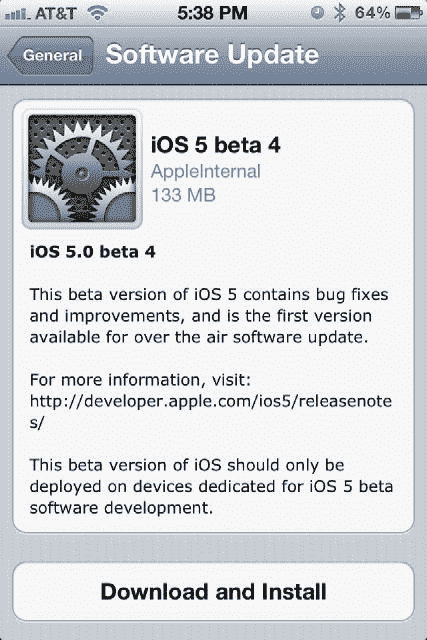 AT&T 5:38 PM 64%
General Software Update
iOS 5 beta 4
AppleInternal
133 MB
iOS 5.0 beta 4
This beta version of iOS 5 contains bug fixes
and improvements, and is the first version
available for over the air software update.
For more information, visit:
http://developer.apple.com/ios5/releasenote
s/
This beta version of iOS should only be
deployed on devices dedicated for iOS 5 beta
software development.
Download and Install